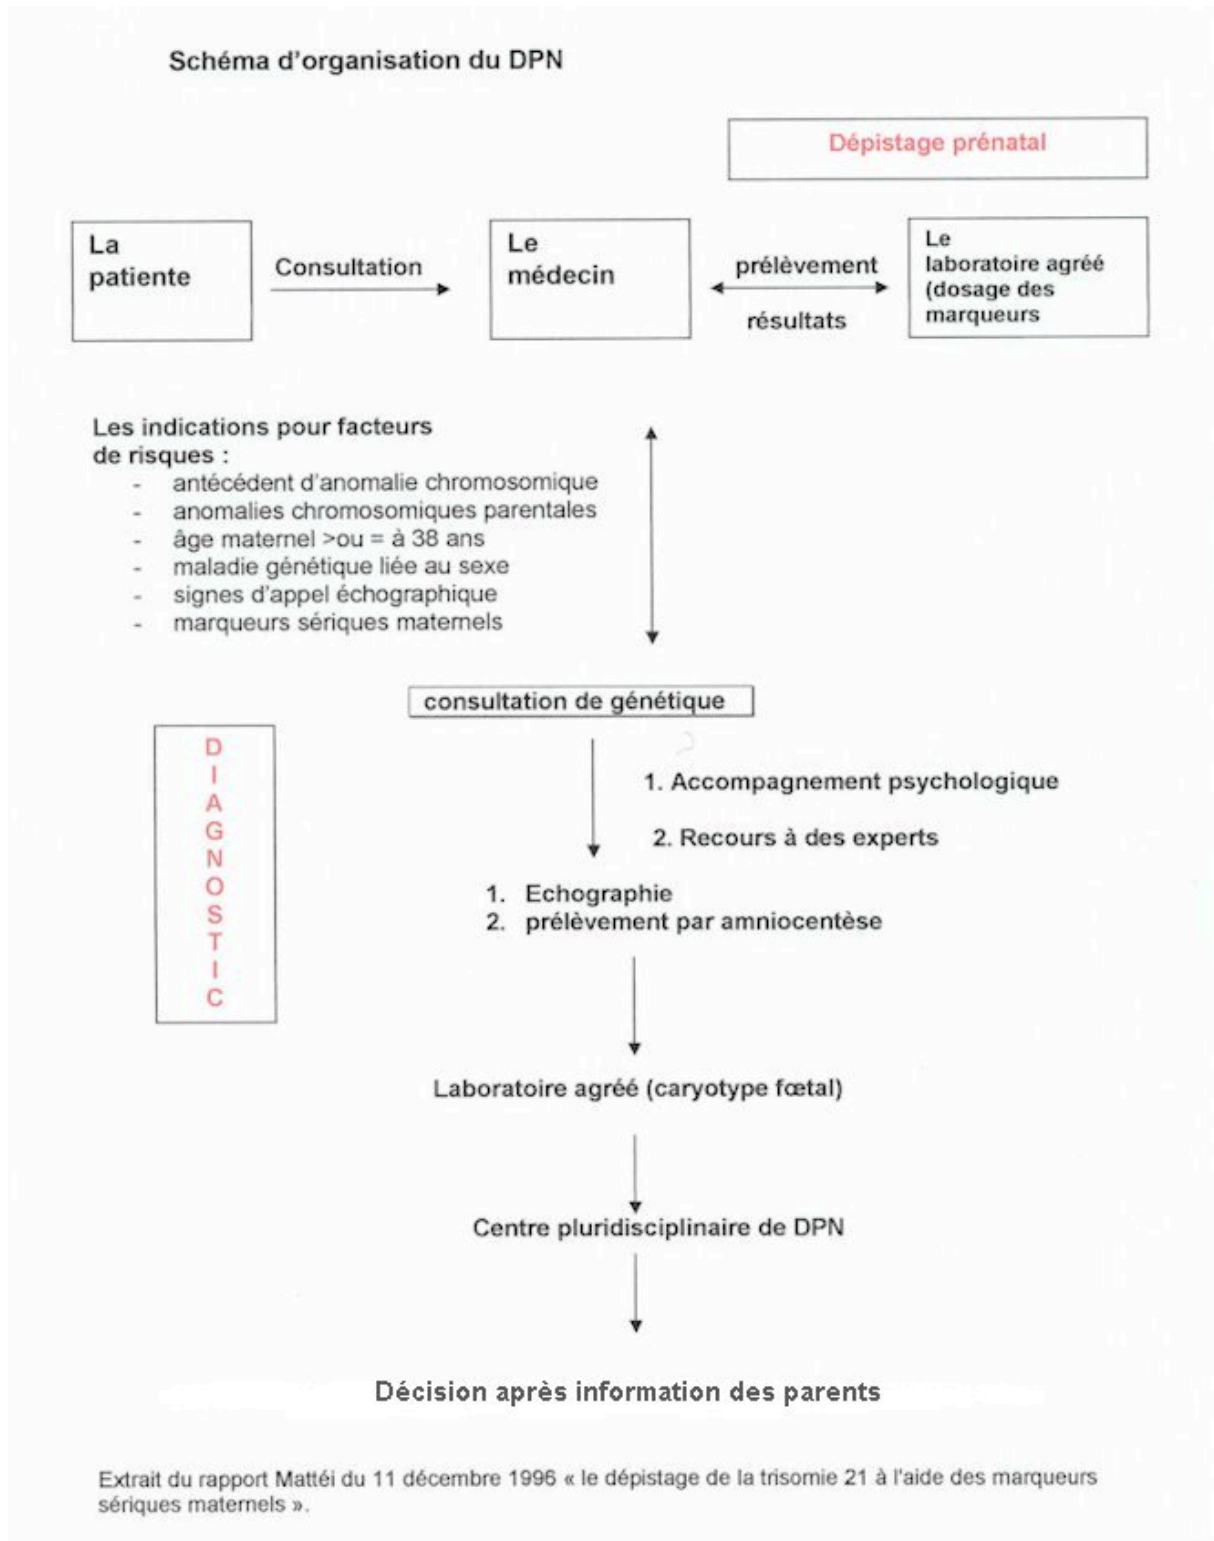 Schéma d'organisation du DPN
Dépistage prénatal
La
patiente
Consultation
Le
médecin
prélèvement
résultats
Le
laboratoire agréé
(dosage des
marqueurs
Les indications pour facteurs
de risques :
- antécédent d'anomalie chromosomique
- anomalies chromosomiques parentales
- âge maternel >ou = à 38 ans
- maladie génétique liée au sexe
- signes d'appel échographique
- marqueurs sériques maternels
consultation de génétique
D
I
A
G
N
O
S
T
I
C
1. Accompagnement psychologique
2. Recours à des experts
1. Echographie
2. prélèvement par amniocentèse
Laboratoire agréé (caryotype fœtal)
Centre pluridisciplinaire de DPN
Décision après information des parents
Extrait du rapport Mattéi du 11 décembre 1996 « le dépistage de la trisomie 21 à l'aide des marqueurs
sériques maternels ».